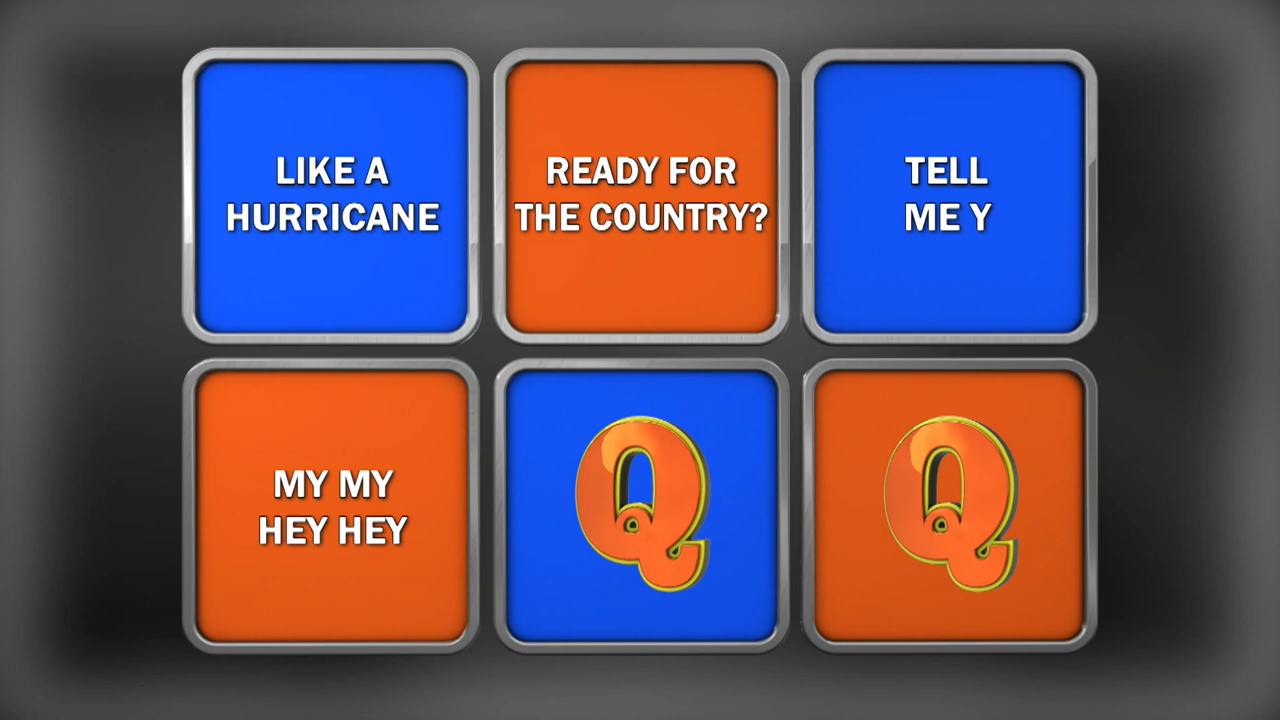 LIKE A
HURRICANE
READY FOR
THE COUNTRY?
TELL
ME Y
MY MY
HEY HEY
Q
Q